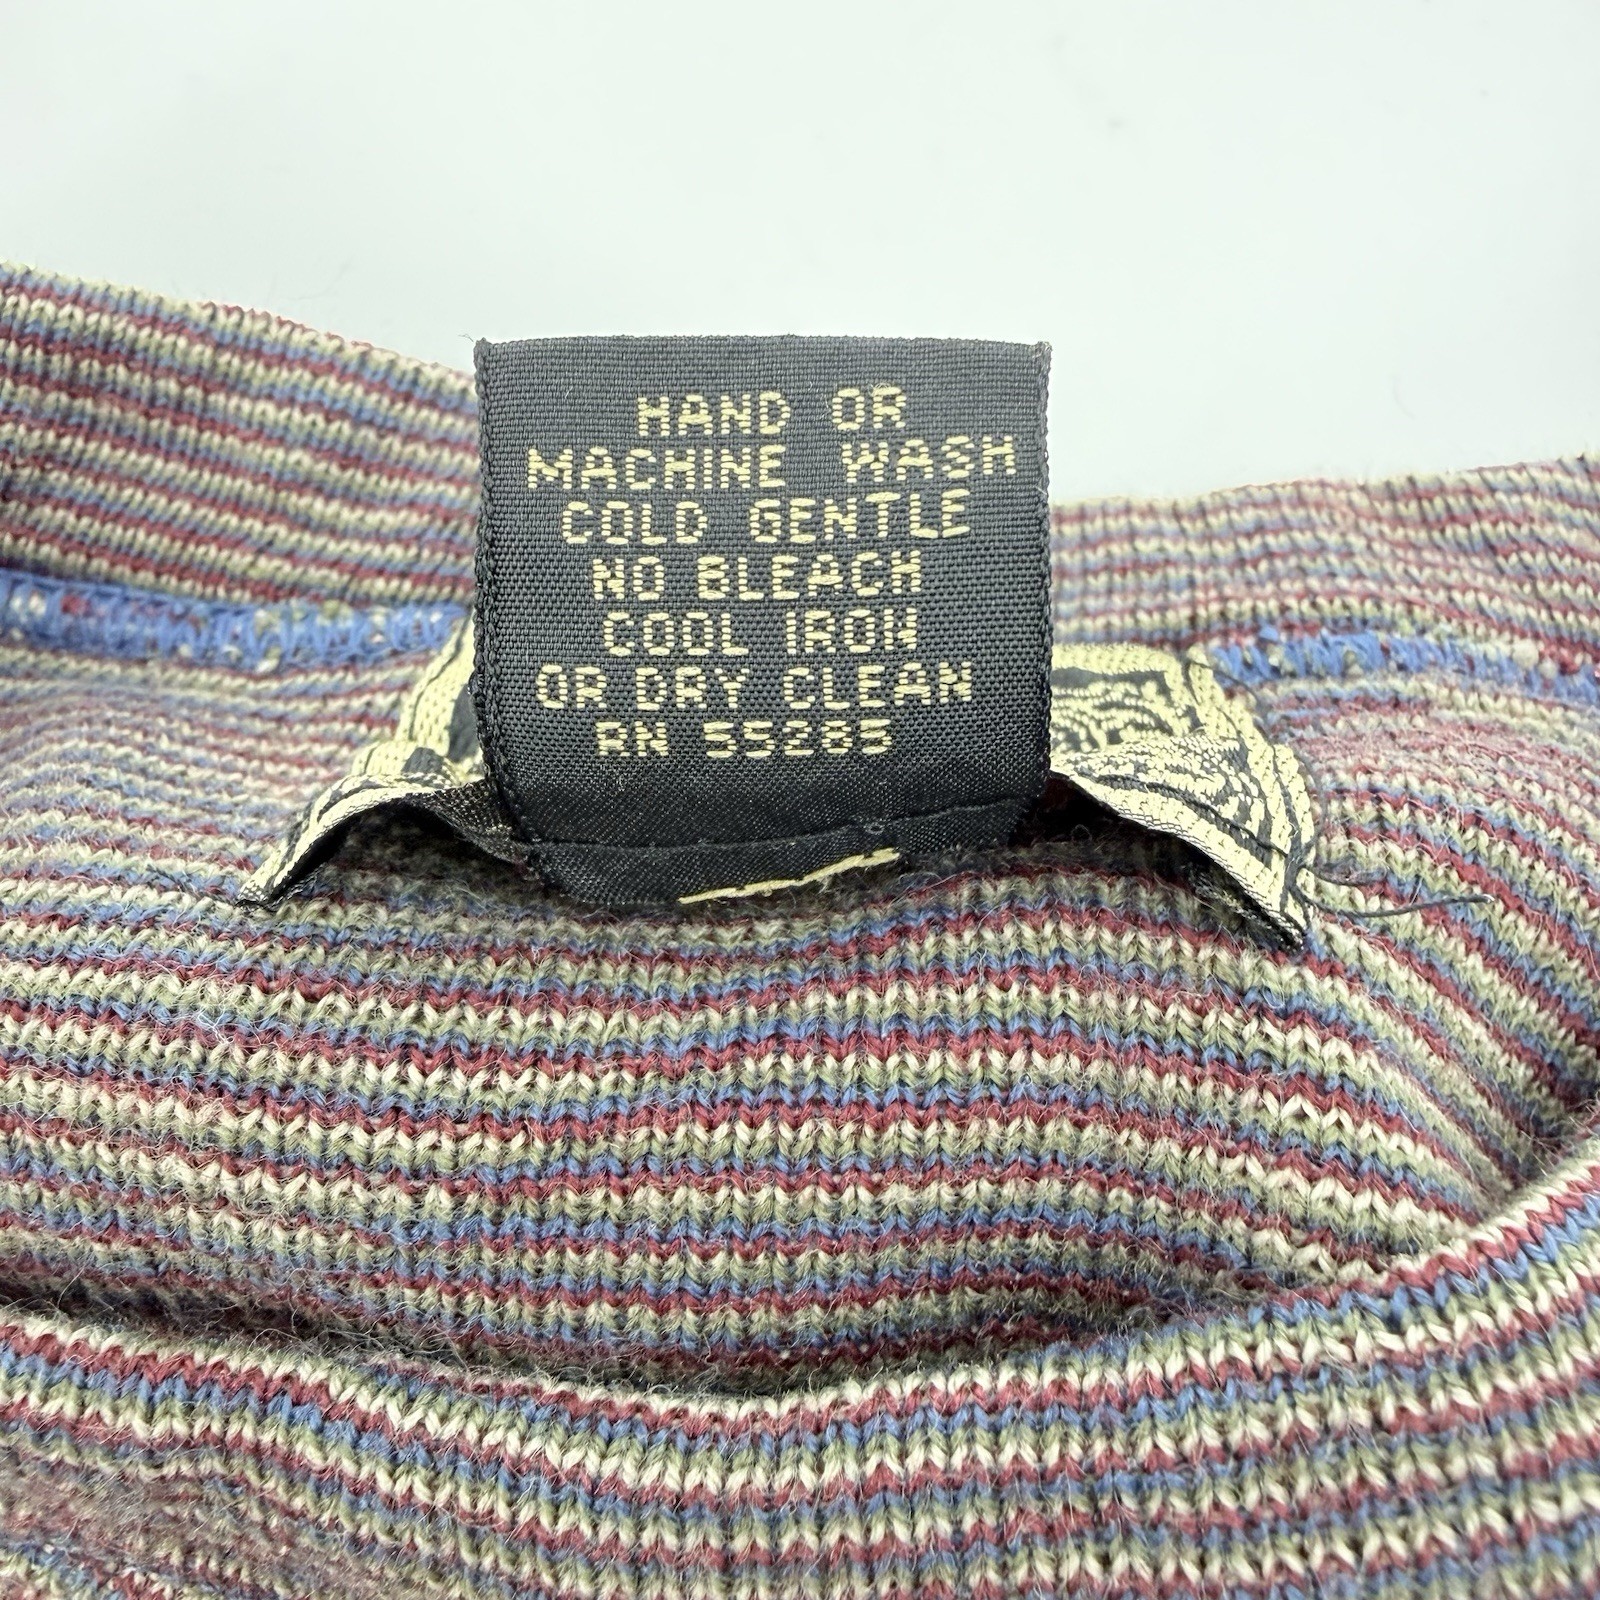 HAND OR
MACHINE WASH
COLD GENTLE
NO BLEACH
COOL IRON
OR DRY CLEAN
RN 55285